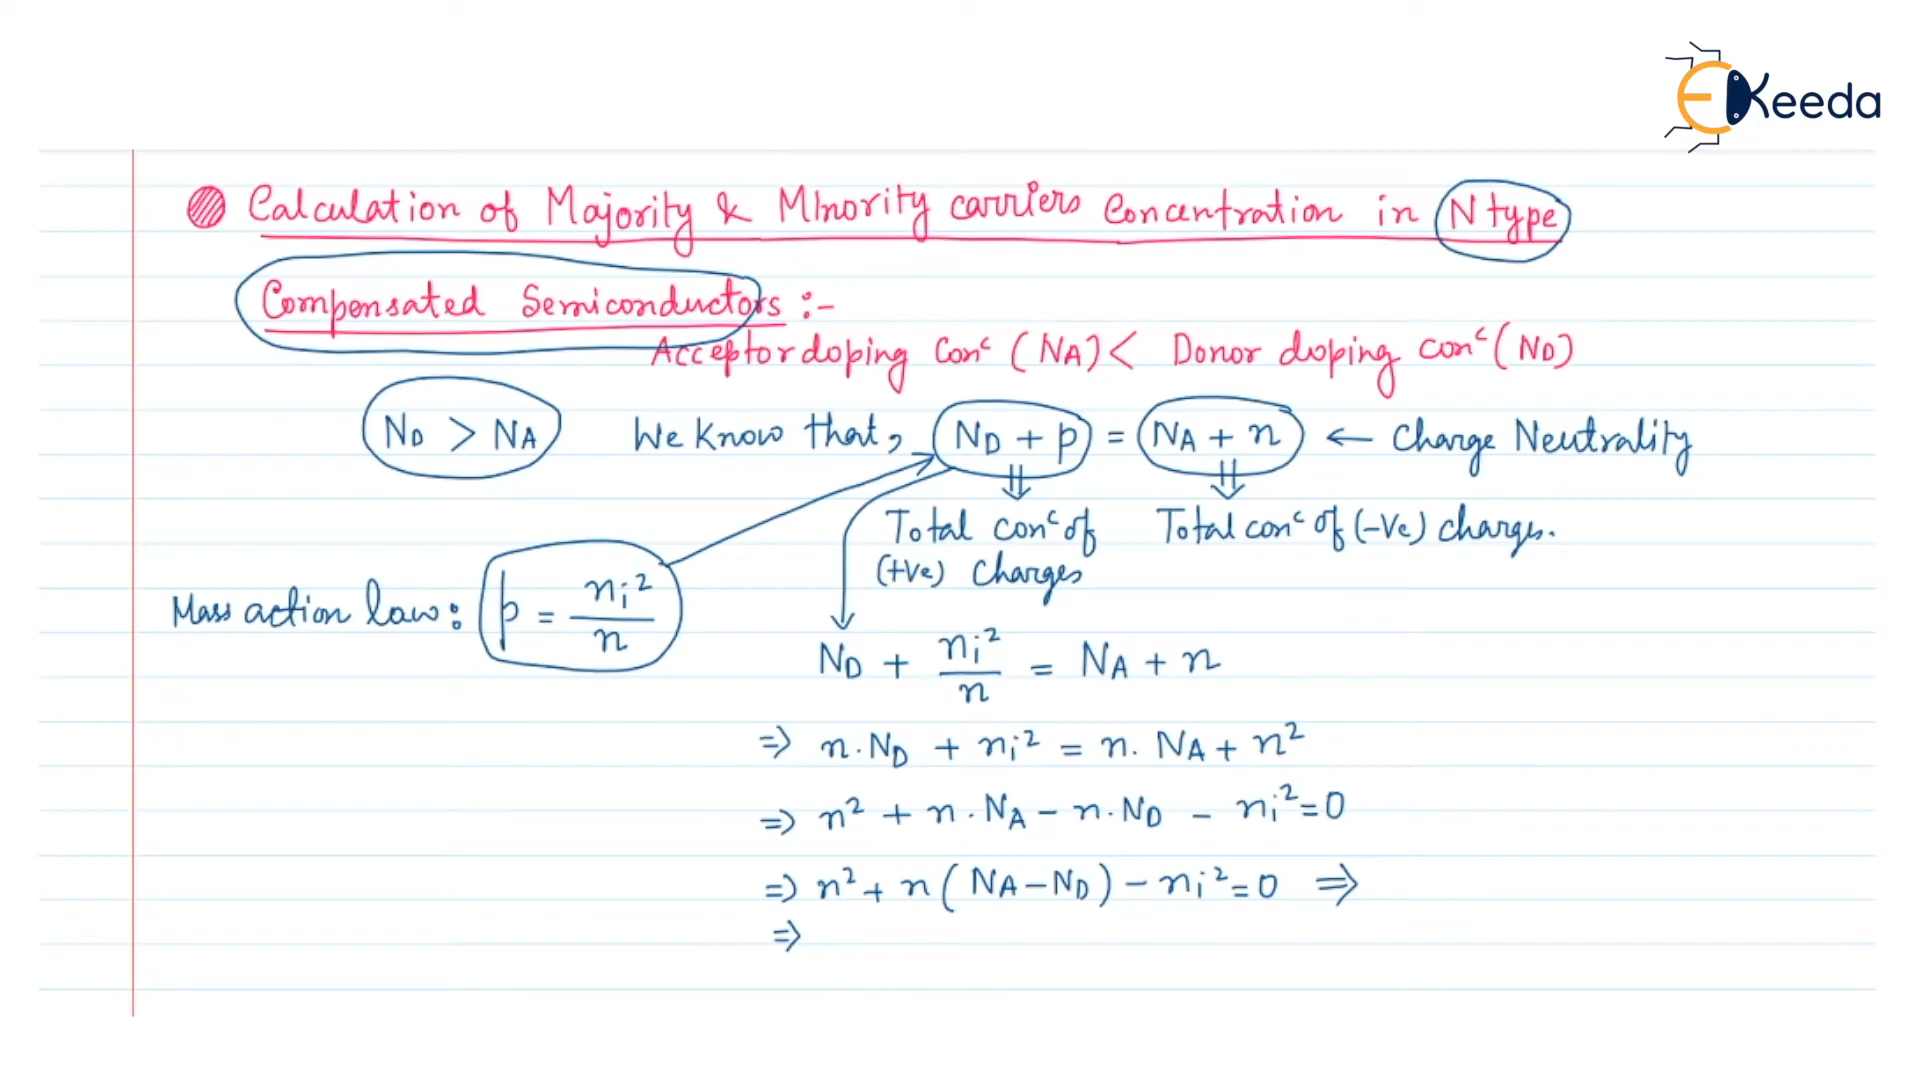 EKeeda
Calculation of Majority & MInority carriers Concentration in N type
Compensated Semiconductors :-
Acceptor doping Conᶜ (NA) < Donor doping conᶜ (ND)
ND > NA We Know that, ND + p = NA + n ← Charge Neutrality
Total conᶜ of (+Ve) Charges
Total conᶜ of (-Ve) charges.
Mass action law: p = nᵢ²/n
ND + nᵢ²/n = NA + n
⇒ n.ND + nᵢ² = n. NA + n²
⇒ n² + n.NA - n.ND - nᵢ² = 0
⇒ n² + n(NA - ND) - nᵢ² = 0 ⇒
⇒